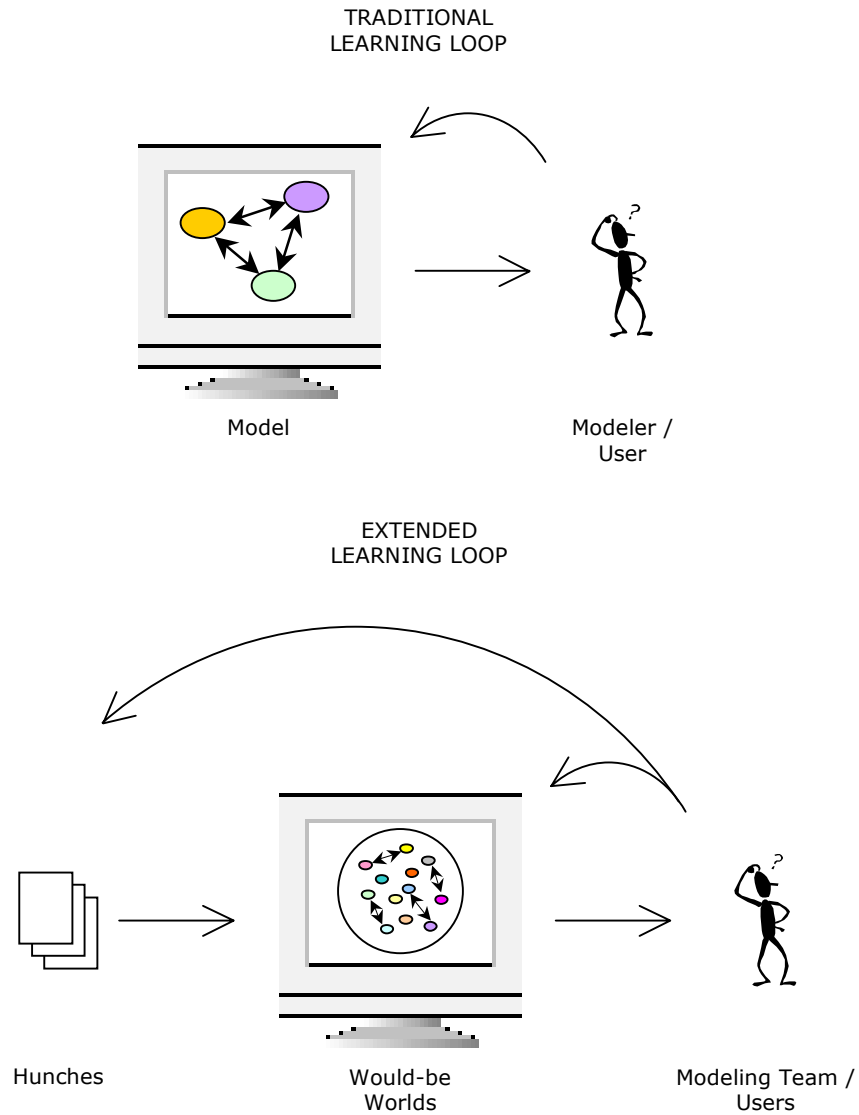 TRADITIONAL
LEARNING LOOP
?
Model
Modeler /
User
EXTENDED
LEARNING LOOP
?
Hunches
Would-be
Worlds
Modeling Team /
Users